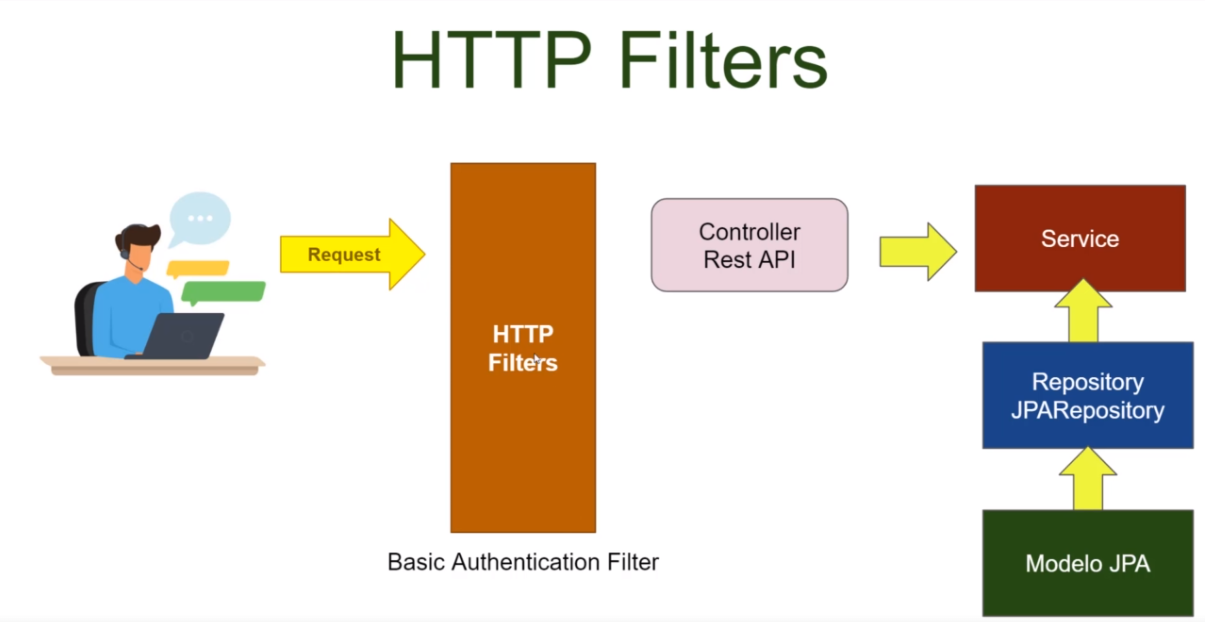 HTTP Filters
Request
HTTP
Filters
Basic Authentication Filter
Controller
Rest API
Service
Repository
JPARepository
Modelo JPA